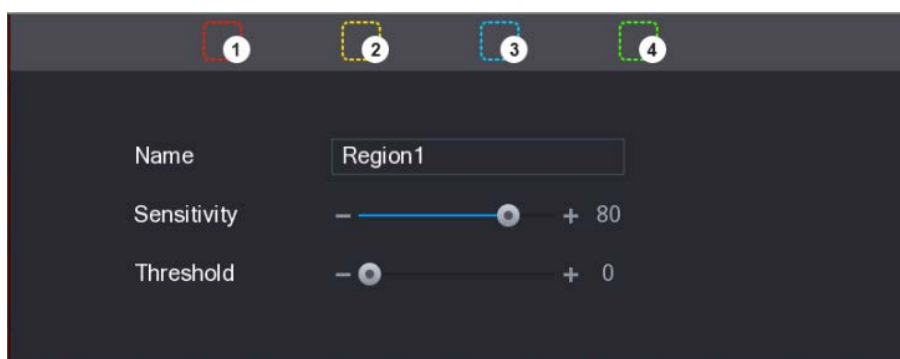 1 2 3 4
Name Region1
Sensitivity − + 80
Threshold − + 0